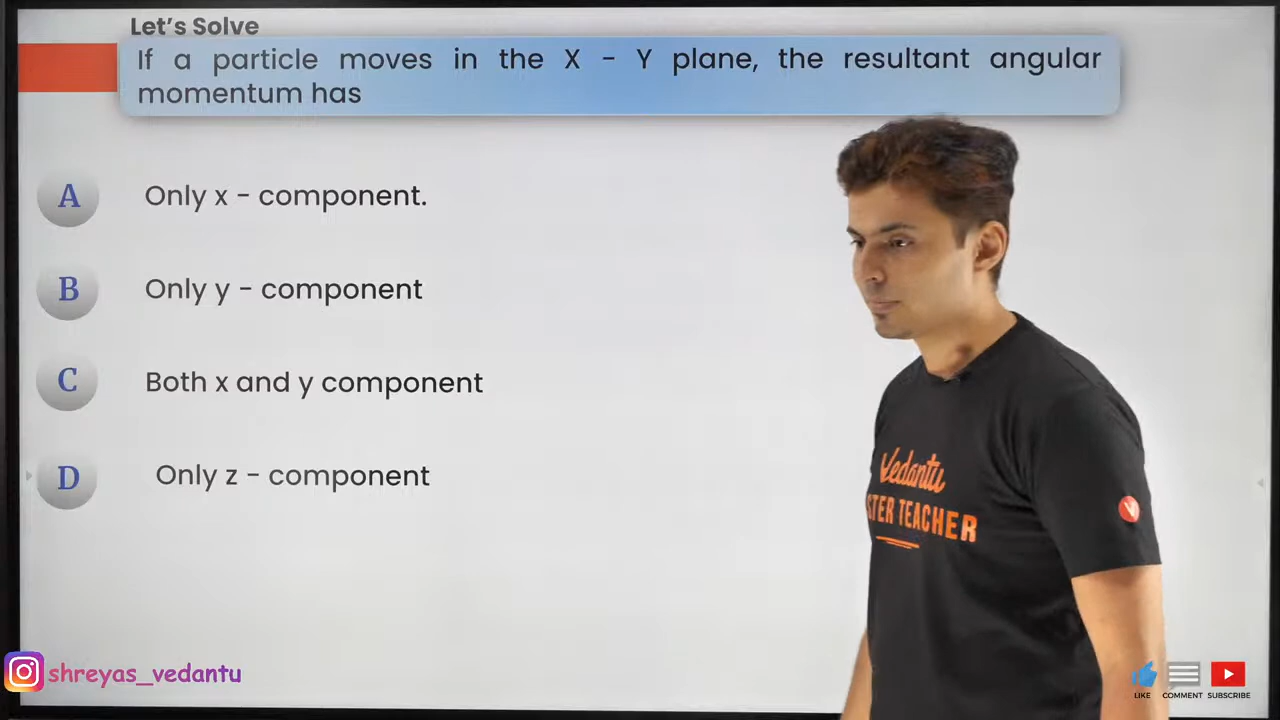 Let's Solve
If a particle moves in the X - Y plane, the resultant angular
momentum has
A Only x - component.
B Only y - component
C Both x and y component
D Only z - component
Vedantu
TEACHER
shreyas_vedantu
LIKE COMMENT SUBSCRIBE